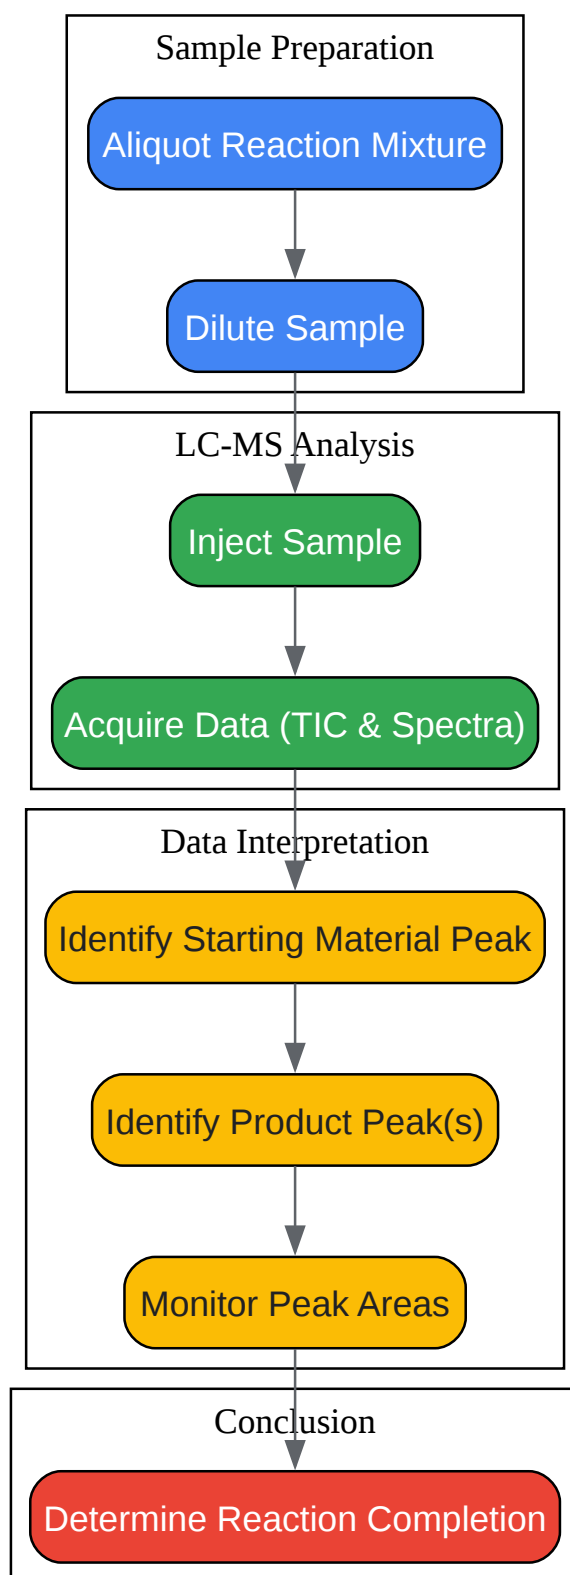 Sample Preparation
Aliquot Reaction Mixture
Dilute Sample
LC-MS Analysis
Inject Sample
Acquire Data (TIC & Spectra)
Data Interpretation
Identify Starting Material Peak
Identify Product Peak(s)
Monitor Peak Areas
Conclusion
Determine Reaction Completion